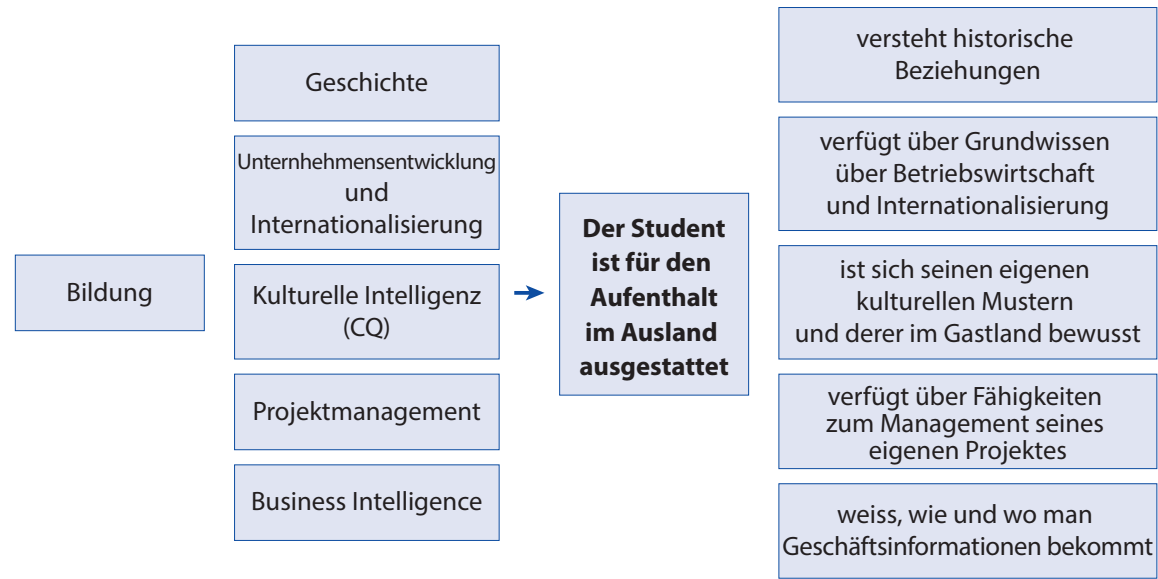 Bildung
Geschichte
Unternhehmensentwicklung
und
Internationalisierung
Kulturelle Intelligenz
(CQ)
Projektmanagement
Business Intelligence
Der Student
ist für den
Aufenthalt
im Ausland
ausgestattet
versteht historische
Beziehungen
verfügt über Grundwissen
über Betriebswirtschaft
und Internationalisierung
ist sich seinen eigenen
kulturellen Mustern
und derer im Gastland bewusst
verfügt über Fähigkeiten
zum Management seines
eigenen Projektes
weiss, wie und wo man
Geschäftsinformationen bekommt